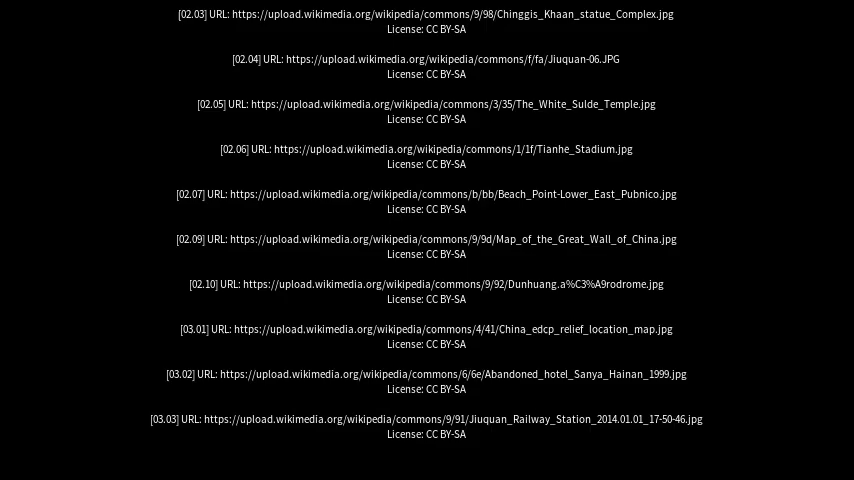 [02.03] URL: https://upload.wikimedia.org/wikipedia/commons/9/98/Chinggis_Khaan_statue_Complex.jpg
License: CC BY-SA
[02.04] URL: https://upload.wikimedia.org/wikipedia/commons/f/fa/Jiuquan-06.JPG
License: CC BY-SA
[02.05] URL: https://upload.wikimedia.org/wikipedia/commons/3/35/The_White_Sulde_Temple.jpg
License: CC BY-SA
[02.06] URL: https://upload.wikimedia.org/wikipedia/commons/1/1f/Tianhe_Stadium.jpg
License: CC BY-SA
[02.07] URL: https://upload.wikimedia.org/wikipedia/commons/b/bb/Beach_Point-Lower_East_Pubnico.jpg
License: CC BY-SA
[02.09] URL: https://upload.wikimedia.org/wikipedia/commons/9/9d/Map_of_the_Great_Wall_of_China.jpg
License: CC BY-SA
[02.10] URL: https://upload.wikimedia.org/wikipedia/commons/9/92/Dunhuang.a%C3%A9rodrome.jpg
License: CC BY-SA
[03.01] URL: https://upload.wikimedia.org/wikipedia/commons/4/41/China_edcp_relief_location_map.jpg
License: CC BY-SA
[03.02] URL: https://upload.wikimedia.org/wikipedia/commons/6/6e/Abandoned_hotel_Sanya_Hainan_1999.jpg
License: CC BY-SA
[03.03] URL: https://upload.wikimedia.org/wikipedia/commons/9/91/Jiuquan_Railway_Station_2014.01.01_17-50-46.jpg
License: CC BY-SA